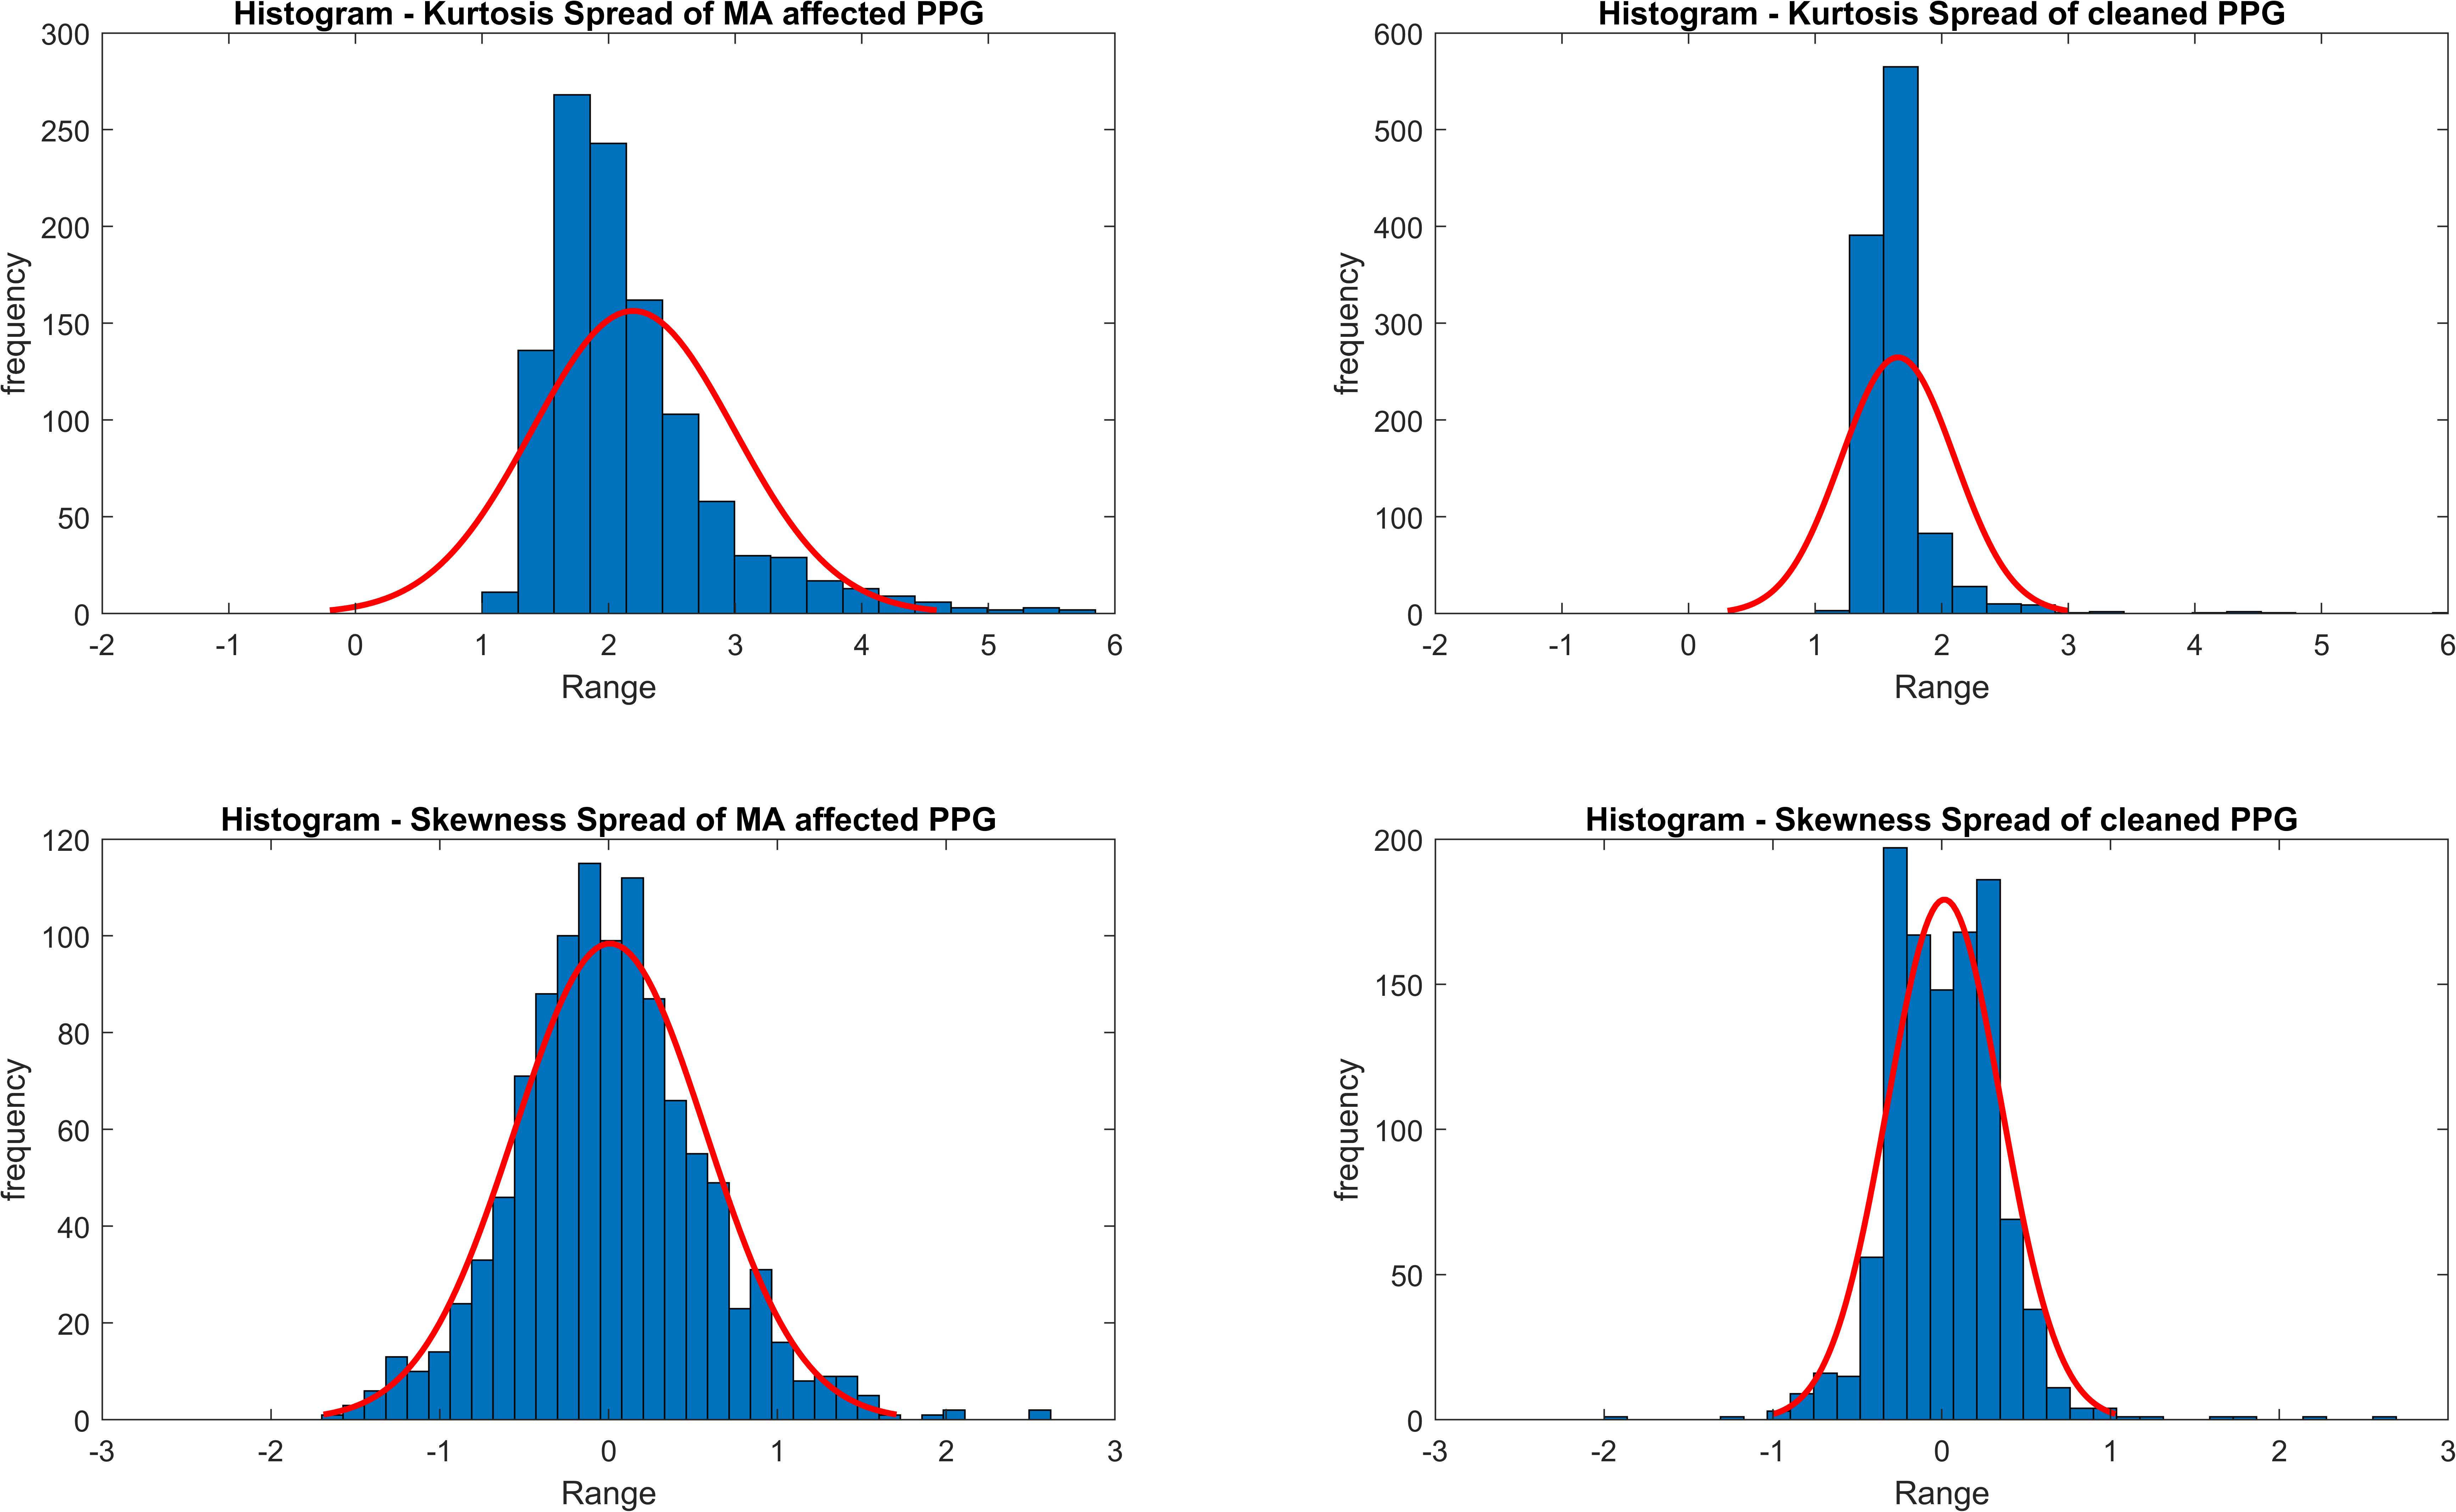 Histogram - Kurtosis Spread of MA affected PPG
300
250
200
150
100
50
0
frequency
-2 -1 0 1 2 3 4 5 6
Range
Histogram - Kurtosis Spread of cleaned PPG
600
500
400
300
200
100
0
frequency
-2 -1 0 1 2 3 4 5 6
Range
Histogram - Skewness Spread of MA affected PPG
120
100
80
60
40
20
0
frequency
-3 -2 -1 0 1 2 3
Range
Histogram - Skewness Spread of cleaned PPG
200
150
100
50
0
frequency
-3 -2 -1 0 1 2 3
Range